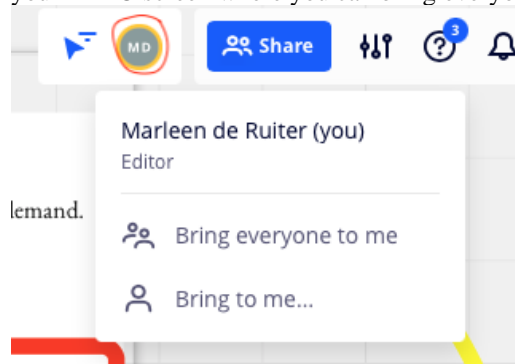 MD
Share
3
Marleen de Ruiter (you)
Editor
lemand.
Bring everyone to me
Bring to me...